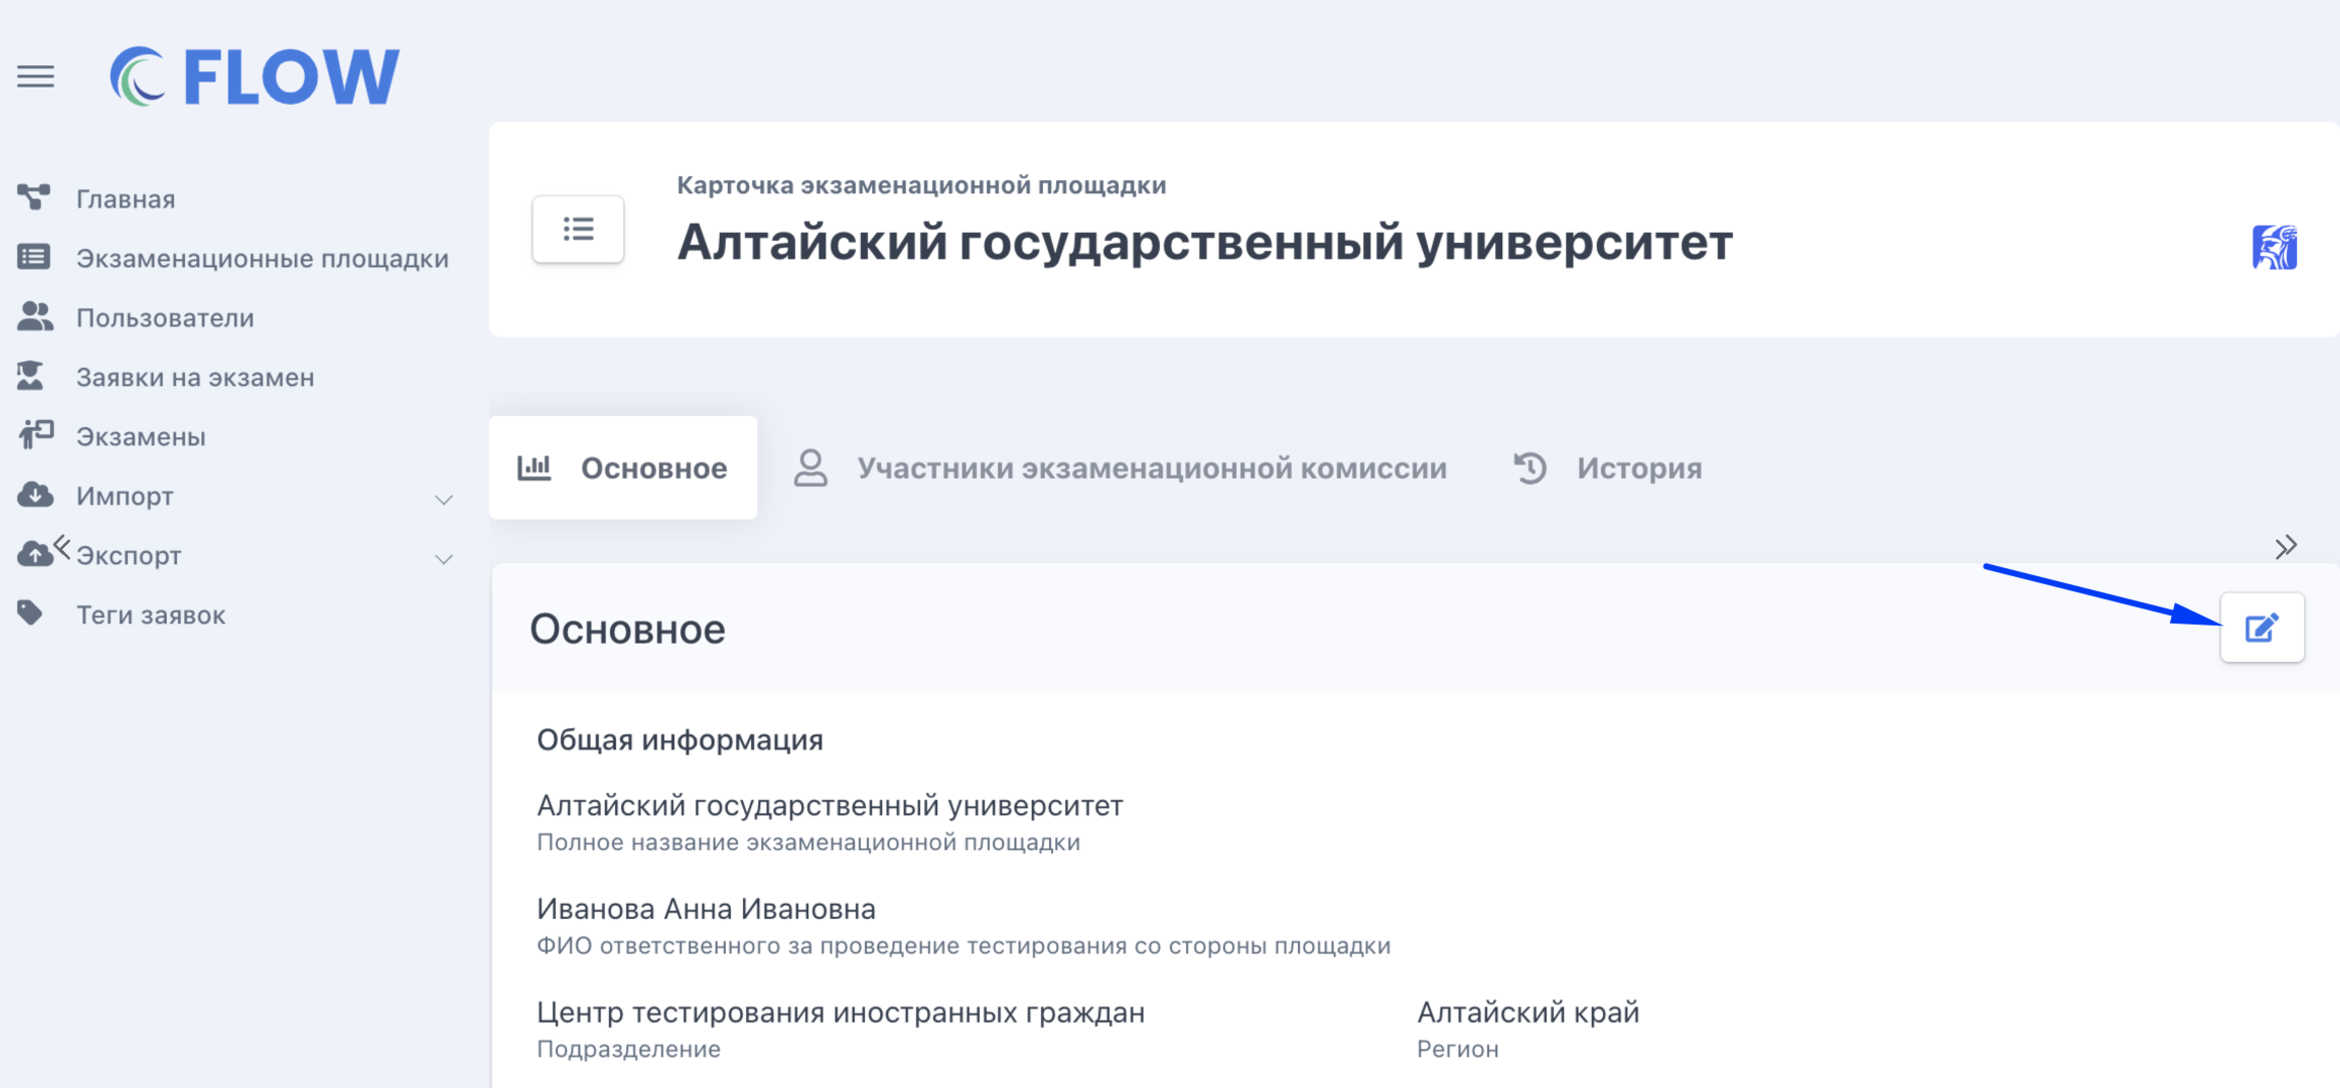 FLOW
Главная
Экзаменационные площадки
Пользователи
Заявки на экзамен
Экзамены
Импорт
Экспорт
Теги заявок
Карточка экзаменационной площадки
Алтайский государственный университет
Основное
Участники экзаменационной комиссии
История
Основное
Общая информация
Алтайский государственный университет
Полное название экзаменационной площадки
Иванова Анна Ивановна
ФИО ответственного за проведение тестирования со стороны площадки
Центр тестирования иностранных граждан
Подразделение
Алтайский край
Регион